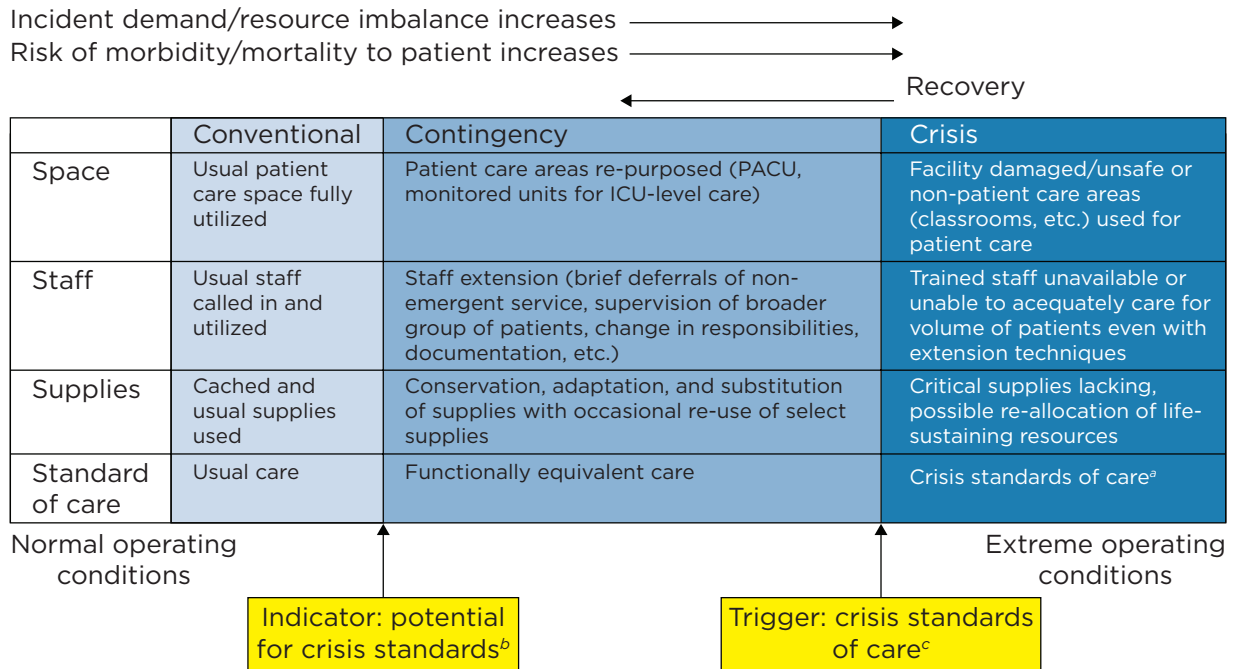 Incident demand/resource imbalance increases
Risk of morbidity/mortality to patient increases
Recovery
Conventional
Contingency
Crisis
Space
Usual patient
care space fully
utilized
Patient care areas re-purposed (PACU,
monitored units for ICU-level care)
Facility damaged/unsafe or
non-patient care areas
(classrooms, etc.) used for
patient care
Staff
Usual staff
called in and
utilized
Staff extension (brief deferrals of non-
emergent service, supervision of broader
group of patients, change in responsibilities,
documentation, etc.)
Trained staff unavailable or
unable to acequately care for
volume of patients even with
extension techniques
Supplies
Cached and
usual supplies
used
Conservation, adaptation, and substitution
of supplies with occasional re-use of select
supplies
Critical supplies lacking,
possible re-allocation of life-
sustaining resources
Standard
of care
Usual care
Functionally equivalent care
Crisis standards of careᵃ
Normal operating
conditions
Extreme operating
conditions
Indicator: potential
for crisis standardsᵇ
Trigger: crisis standards
of careᶜ